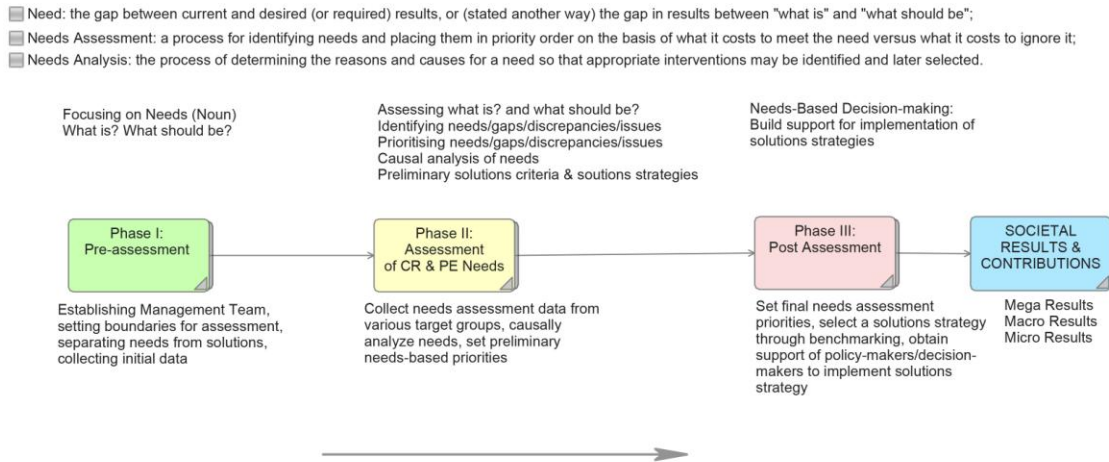 Need: the gap between current and desired (or required) results, or (stated another way) the gap in results between "what is" and "what should be";
Needs Assessment: a process for identifying needs and placing them in priority order on the basis of what it costs to meet the need versus what it costs to ignore it;
Needs Analysis: the process of determining the reasons and causes for a need so that appropriate interventions may be identified and later selected.
Focusing on Needs (Noun)
What is? What should be?
Assessing what is? and what should be?
Identifying needs/gaps/discrepancies/issues
Prioritising needs/gaps/discrepancies/issues
Causal analysis of needs
Preliminary solutions criteria & soutions strategies
Needs-Based Decision-making:
Build support for implementation of
solutions strategies
Phase I:
Pre-assessment
Phase II:
Assessment
of CR & PE Needs
Phase III:
Post Assessment
SOCIETAL
RESULTS &
CONTRIBUTIONS
Establishing Management Team,
setting boundaries for assessment,
separating needs from solutions,
collecting initial data
Collect needs assessment data from
various target groups, causally
analyze needs, set preliminary
needs-based priorities
Set final needs assessment
priorities, select a solutions strategy
through benchmarking, obtain
support of policy-makers/decision-
makers to implement solutions
strategy
Mega Results
Macro Results
Micro Results